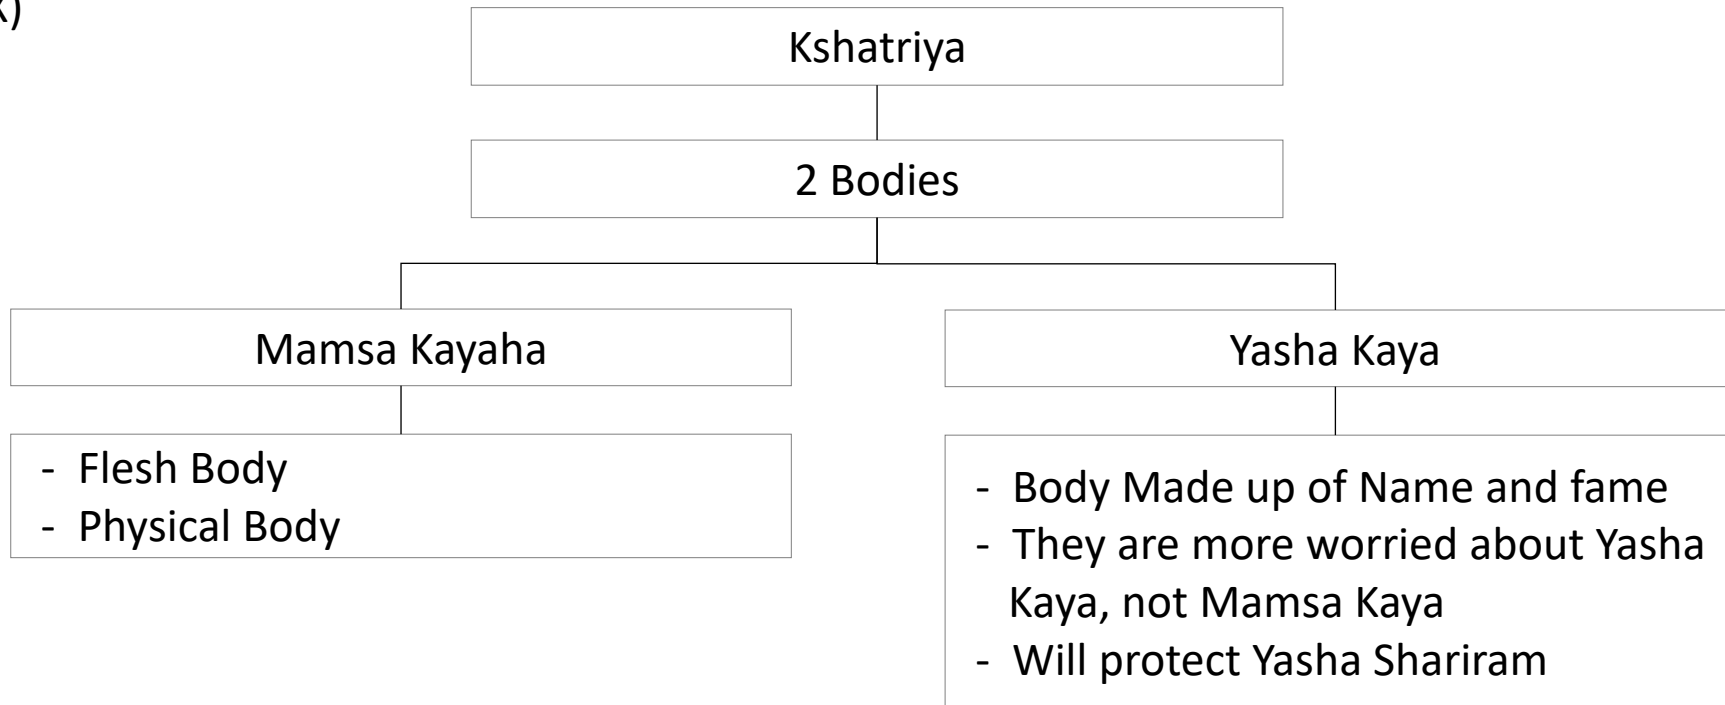 Kshatriya
2 Bodies
Mamsa Kayaha
Yasha Kaya
- Flesh Body
- Physical Body
- Body Made up of Name and fame
- They are more worried about Yasha
Kaya, not Mamsa Kaya
- Will protect Yasha Shariram